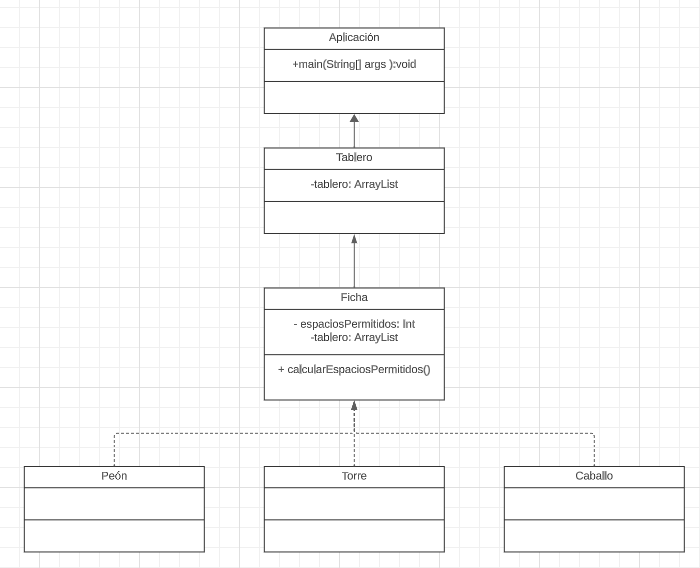 Aplicación
+main(String[] args ):void
Tablero
-tablero: ArrayList
Ficha
- espaciosPermitidos: Int
-tablero: ArrayList
+ calcularEspaciosPermitidos()
Peón
Torre
Caballo